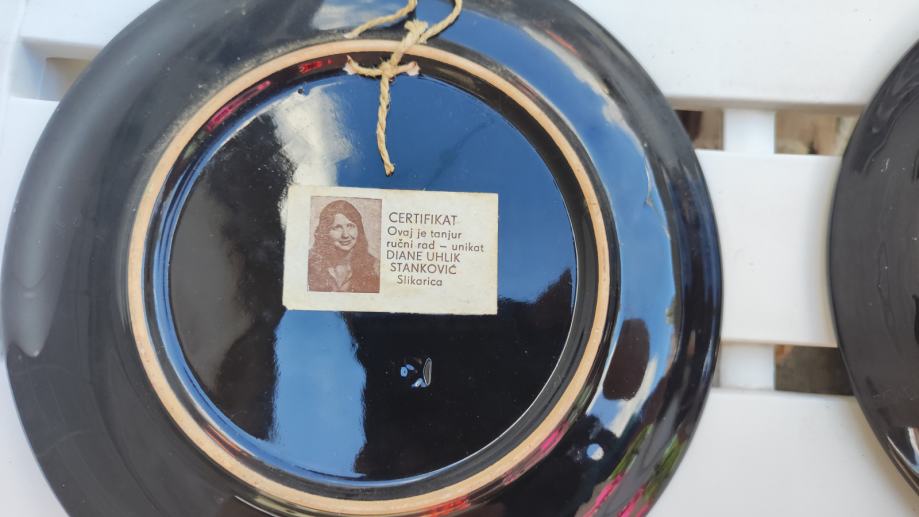 CERTIFIKAT
Ovaj je tanjur
ručni rad – unikat
DIANE UHLIK
STANKOVIĆ
Slikarica